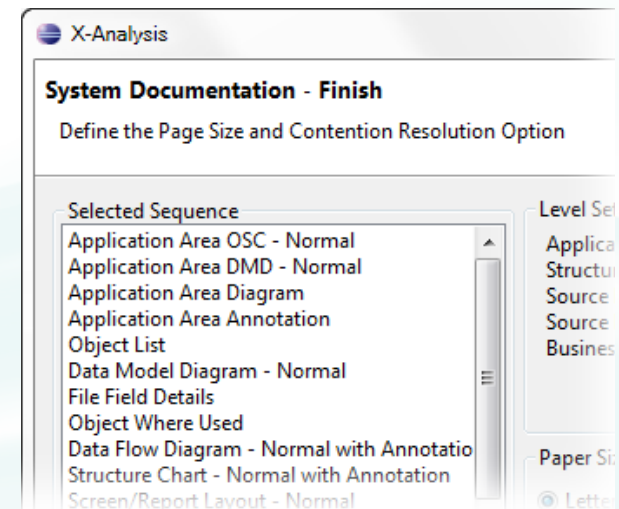 X-Analysis
System Documentation - Finish
Define the Page Size and Contention Resolution Option
Selected Sequence
Application Area OSC - Normal
Application Area DMD - Normal
Application Area Diagram
Application Area Annotation
Object List
Data Model Diagram - Normal
File Field Details
Object Where Used
Data Flow Diagram - Normal with Annotatio
Structure Chart - Normal with Annotation
Screen/Report Layout - Normal
Level Set
Applica
Structu
Source
Source
Busines
Paper Si
Lette